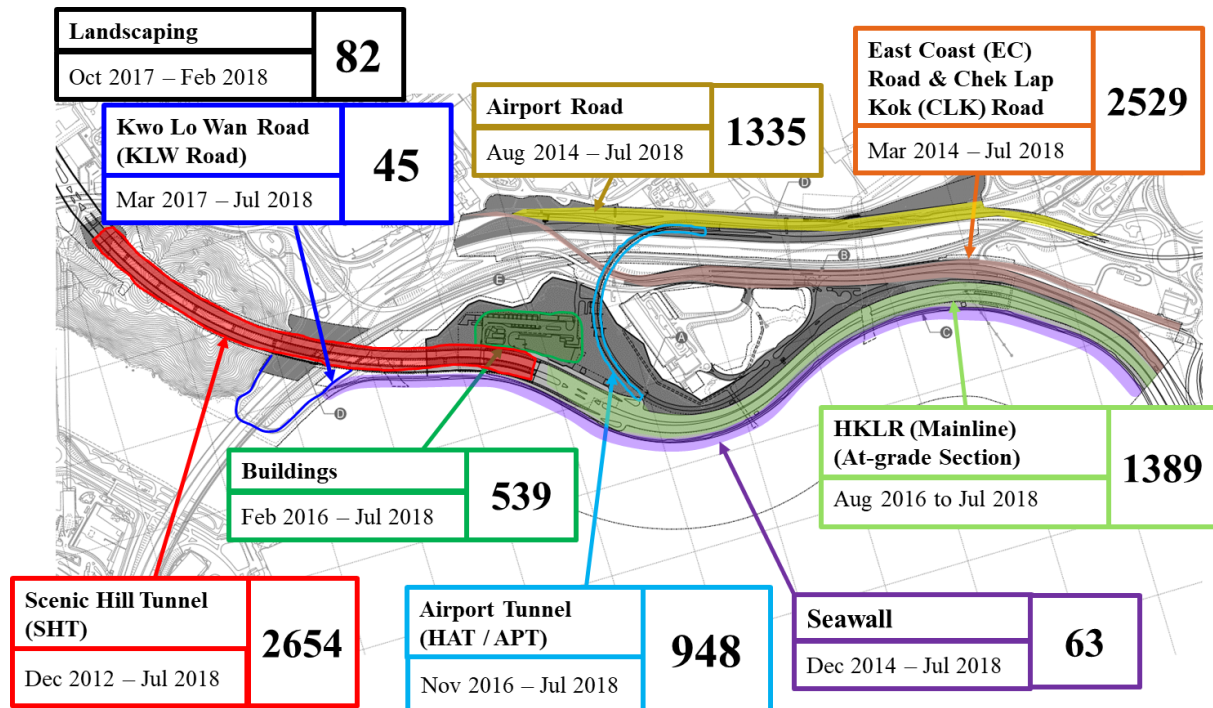 Landscaping
Oct 2017 – Feb 2018
82
Kwo Lo Wan Road
(KLW Road)
Mar 2017 – Jul 2018
45
Airport Road
Aug 2014 – Jul 2018
1335
East Coast (EC)
Road & Chek Lap
Kok (CLK) Road
Mar 2014 – Jul 2018
2529
D
B
E
A
C
D
Buildings
Feb 2016 – Jul 2018
539
HKLR (Mainline)
(At-grade Section)
Aug 2016 to Jul 2018
1389
Scenic Hill Tunnel
(SHT)
Dec 2012 – Jul 2018
2654
Airport Tunnel
(HAT / APT)
Nov 2016 – Jul 2018
948
Seawall
Dec 2014 – Jul 2018
63